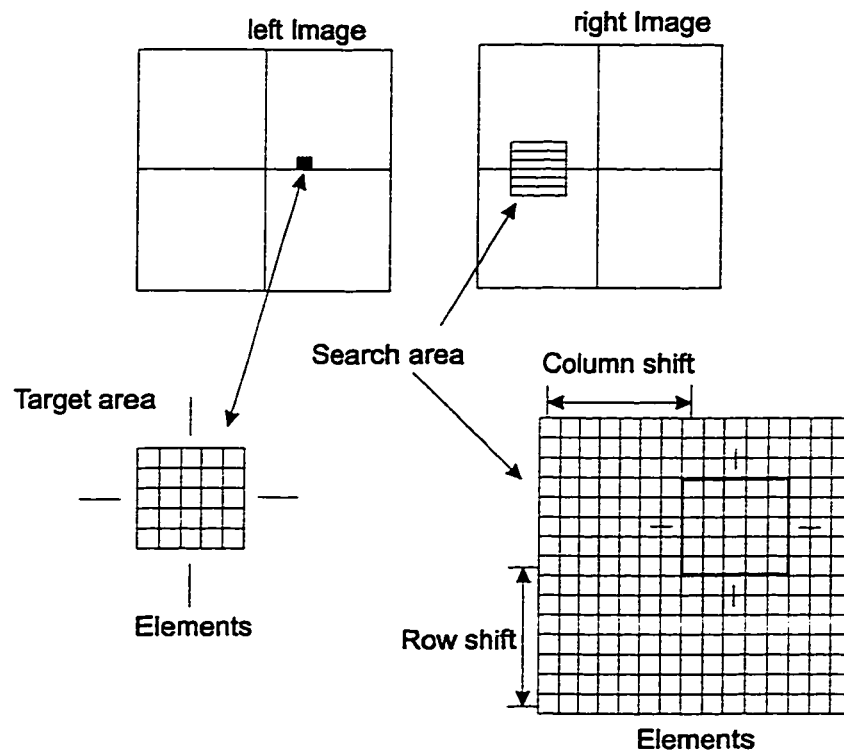 left Image
right Image
Search area
Column shift
Target area
Elements
Row shift
Elements